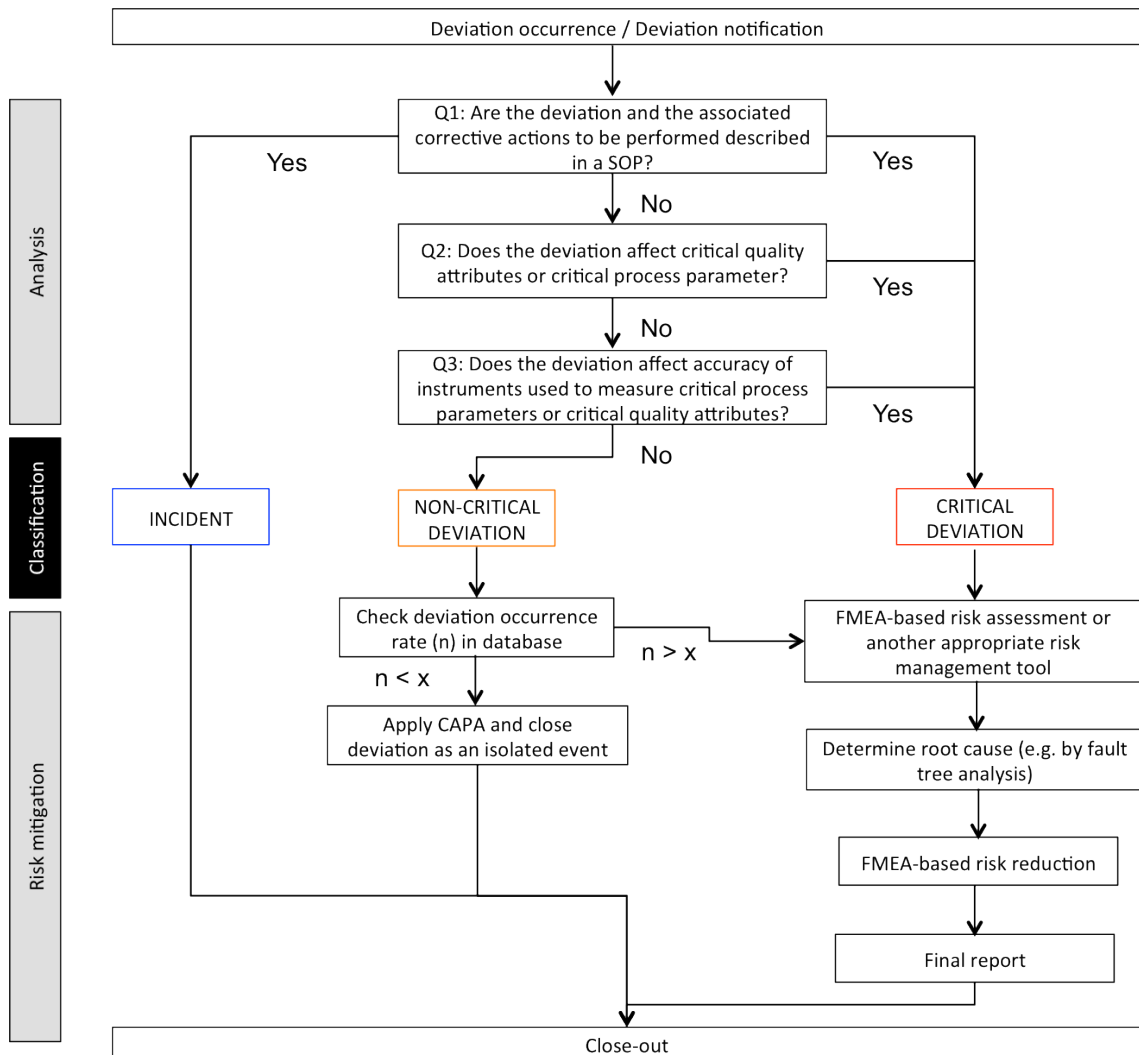 Deviation occurrence / Deviation notification
Analysis
Q1: Are the deviation and the associated
corrective actions to be performed described
in a SOP?
Yes
Yes
No
Q2: Does the deviation affect critical quality
attributes or critical process parameter?
Yes
No
Q3: Does the deviation affect accuracy of
instruments used to measure critical process
parameters or critical quality attributes?
Yes
No
Classification
INCIDENT
NON-CRITICAL
DEVIATION
CRITICAL
DEVIATION
Risk mitigation
Check deviation occurrence
rate (n) in database
n > x
n < x
FMEA-based risk assessment or
another appropriate risk
management tool
Apply CAPA and close
deviation as an isolated event
Determine root cause (e.g. by fault
tree analysis)
FMEA-based risk reduction
Final report
Close-out